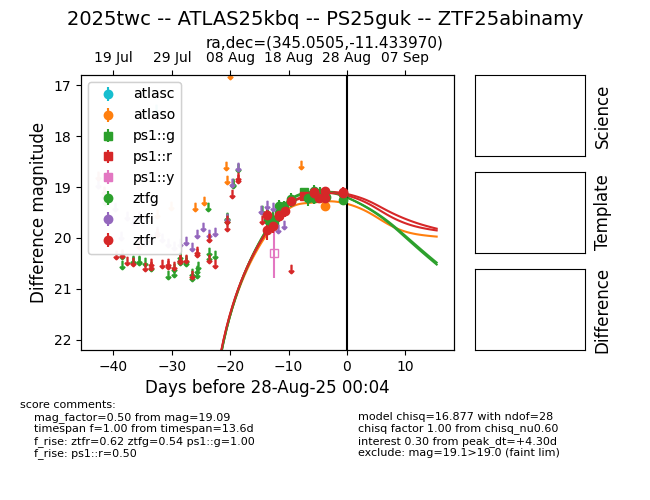 2025twc -- ATLAS25kbq -- PS25guk -- ZTF25abinamy
ra,dec=(345.0505,-11.433970)
19 Jul 29 Jul 08 Aug 18 Aug 28 Aug 07 Sep
17
18
19
20
21
22
Difference magnitude
atlasc
atlaso
ps1::g
ps1::r
ps1::y
ztfg
ztfi
ztfr
−40 −30 −20 −10 0 10
Days before 28-Aug-25 00:04
Science
Template
Difference
score comments:
mag_factor=0.50 from mag=19.09
timespan f=1.00 from timespan=13.6d
f_rise: ztfr=0.62 ztfg=0.54 ps1::g=1.00
f_rise: ps1::r=0.50
model chisq=16.877 with ndof=28
chisq factor 1.00 from chisq_nu0.60
interest 0.30 from peak_dt=+4.30d
exclude: mag=19.1>19.0 (faint lim)